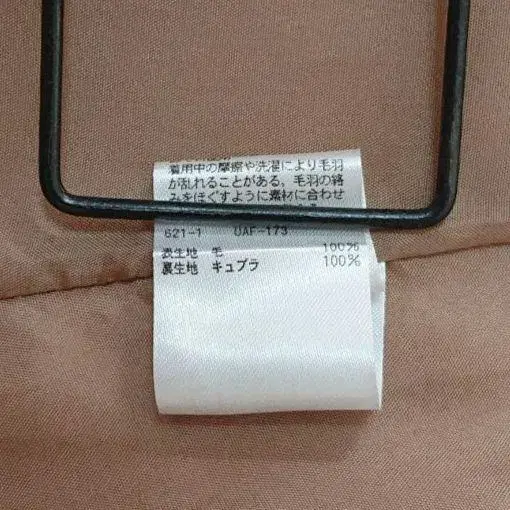 着用中の摩擦や洗濯により毛羽
が乱れることがある。毛羽の絡
みをほぐすように素材に合わせ
621-1 UAF-173
表生地 毛 100%
裏生地 キュプラ 100%